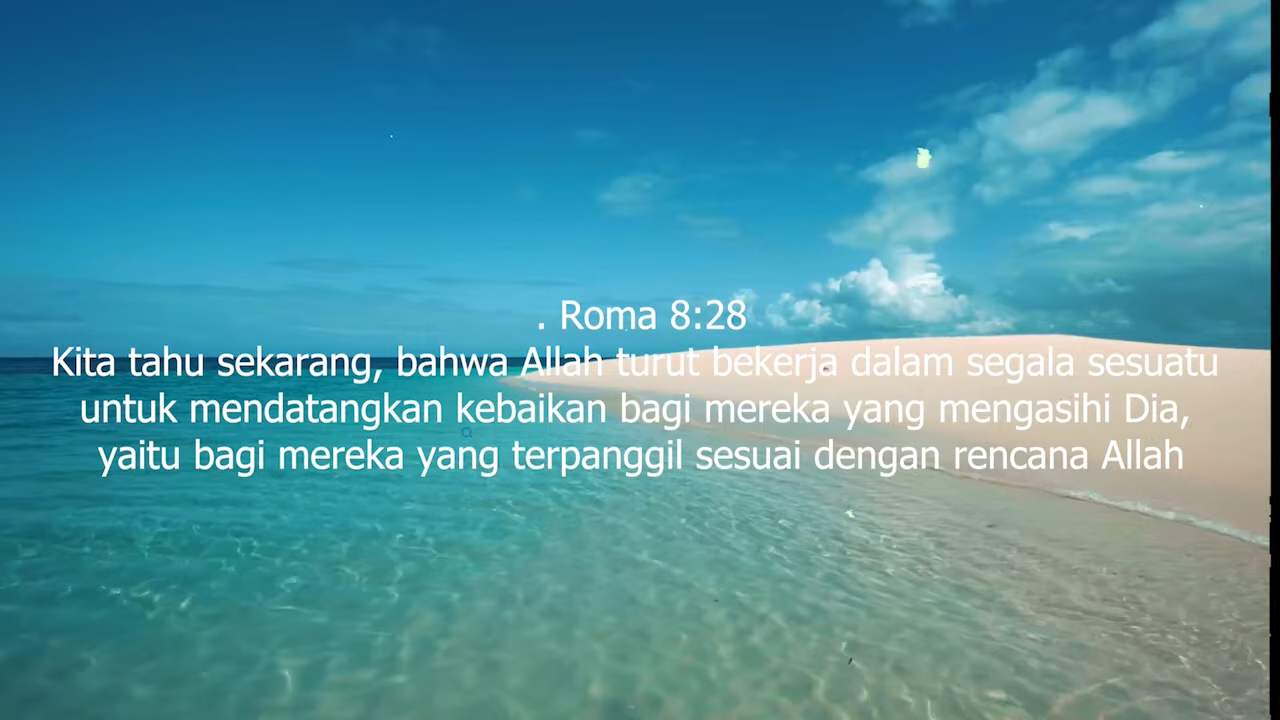 . Roma 8:28
Kita tahu sekarang, bahwa Allah turut bekerja dalam segala sesuatu
untuk mendatangkan kebaikan bagi mereka yang mengasihi Dia,
yaitu bagi mereka yang terpanggil sesuai dengan rencana Allah